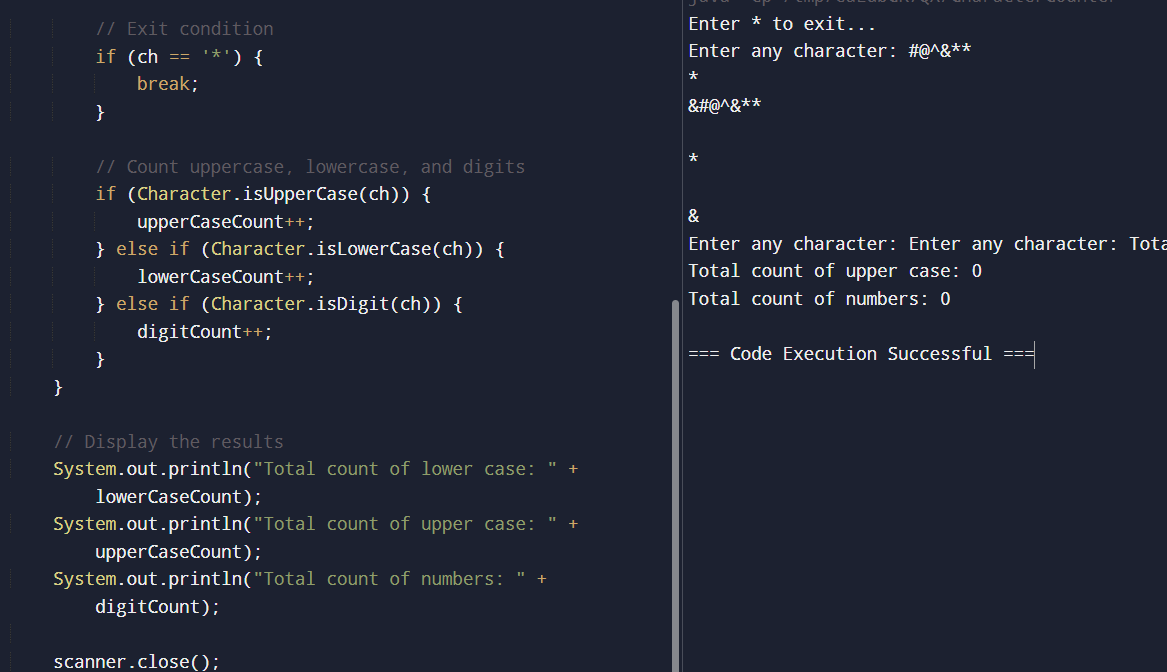 // Exit condition
if (ch == '*') {
break;
}
// Count uppercase, lowercase, and digits
if (Character.isUpperCase(ch)) {
upperCaseCount++;
} else if (Character.isLowerCase(ch)) {
lowerCaseCount++;
} else if (Character.isDigit(ch)) {
digitCount++;
}
}
// Display the results
System.out.println("Total count of lower case: " +
lowerCaseCount);
System.out.println("Total count of upper case: " +
upperCaseCount);
System.out.println("Total count of numbers: " +
digitCount);
scanner.close();
Enter * to exit...
Enter any character: #@^&**
*
&#@^&**
*
&
Enter any character: Enter any character: Tota
Total count of upper case: 0
Total count of numbers: 0
=== Code Execution Successful ===